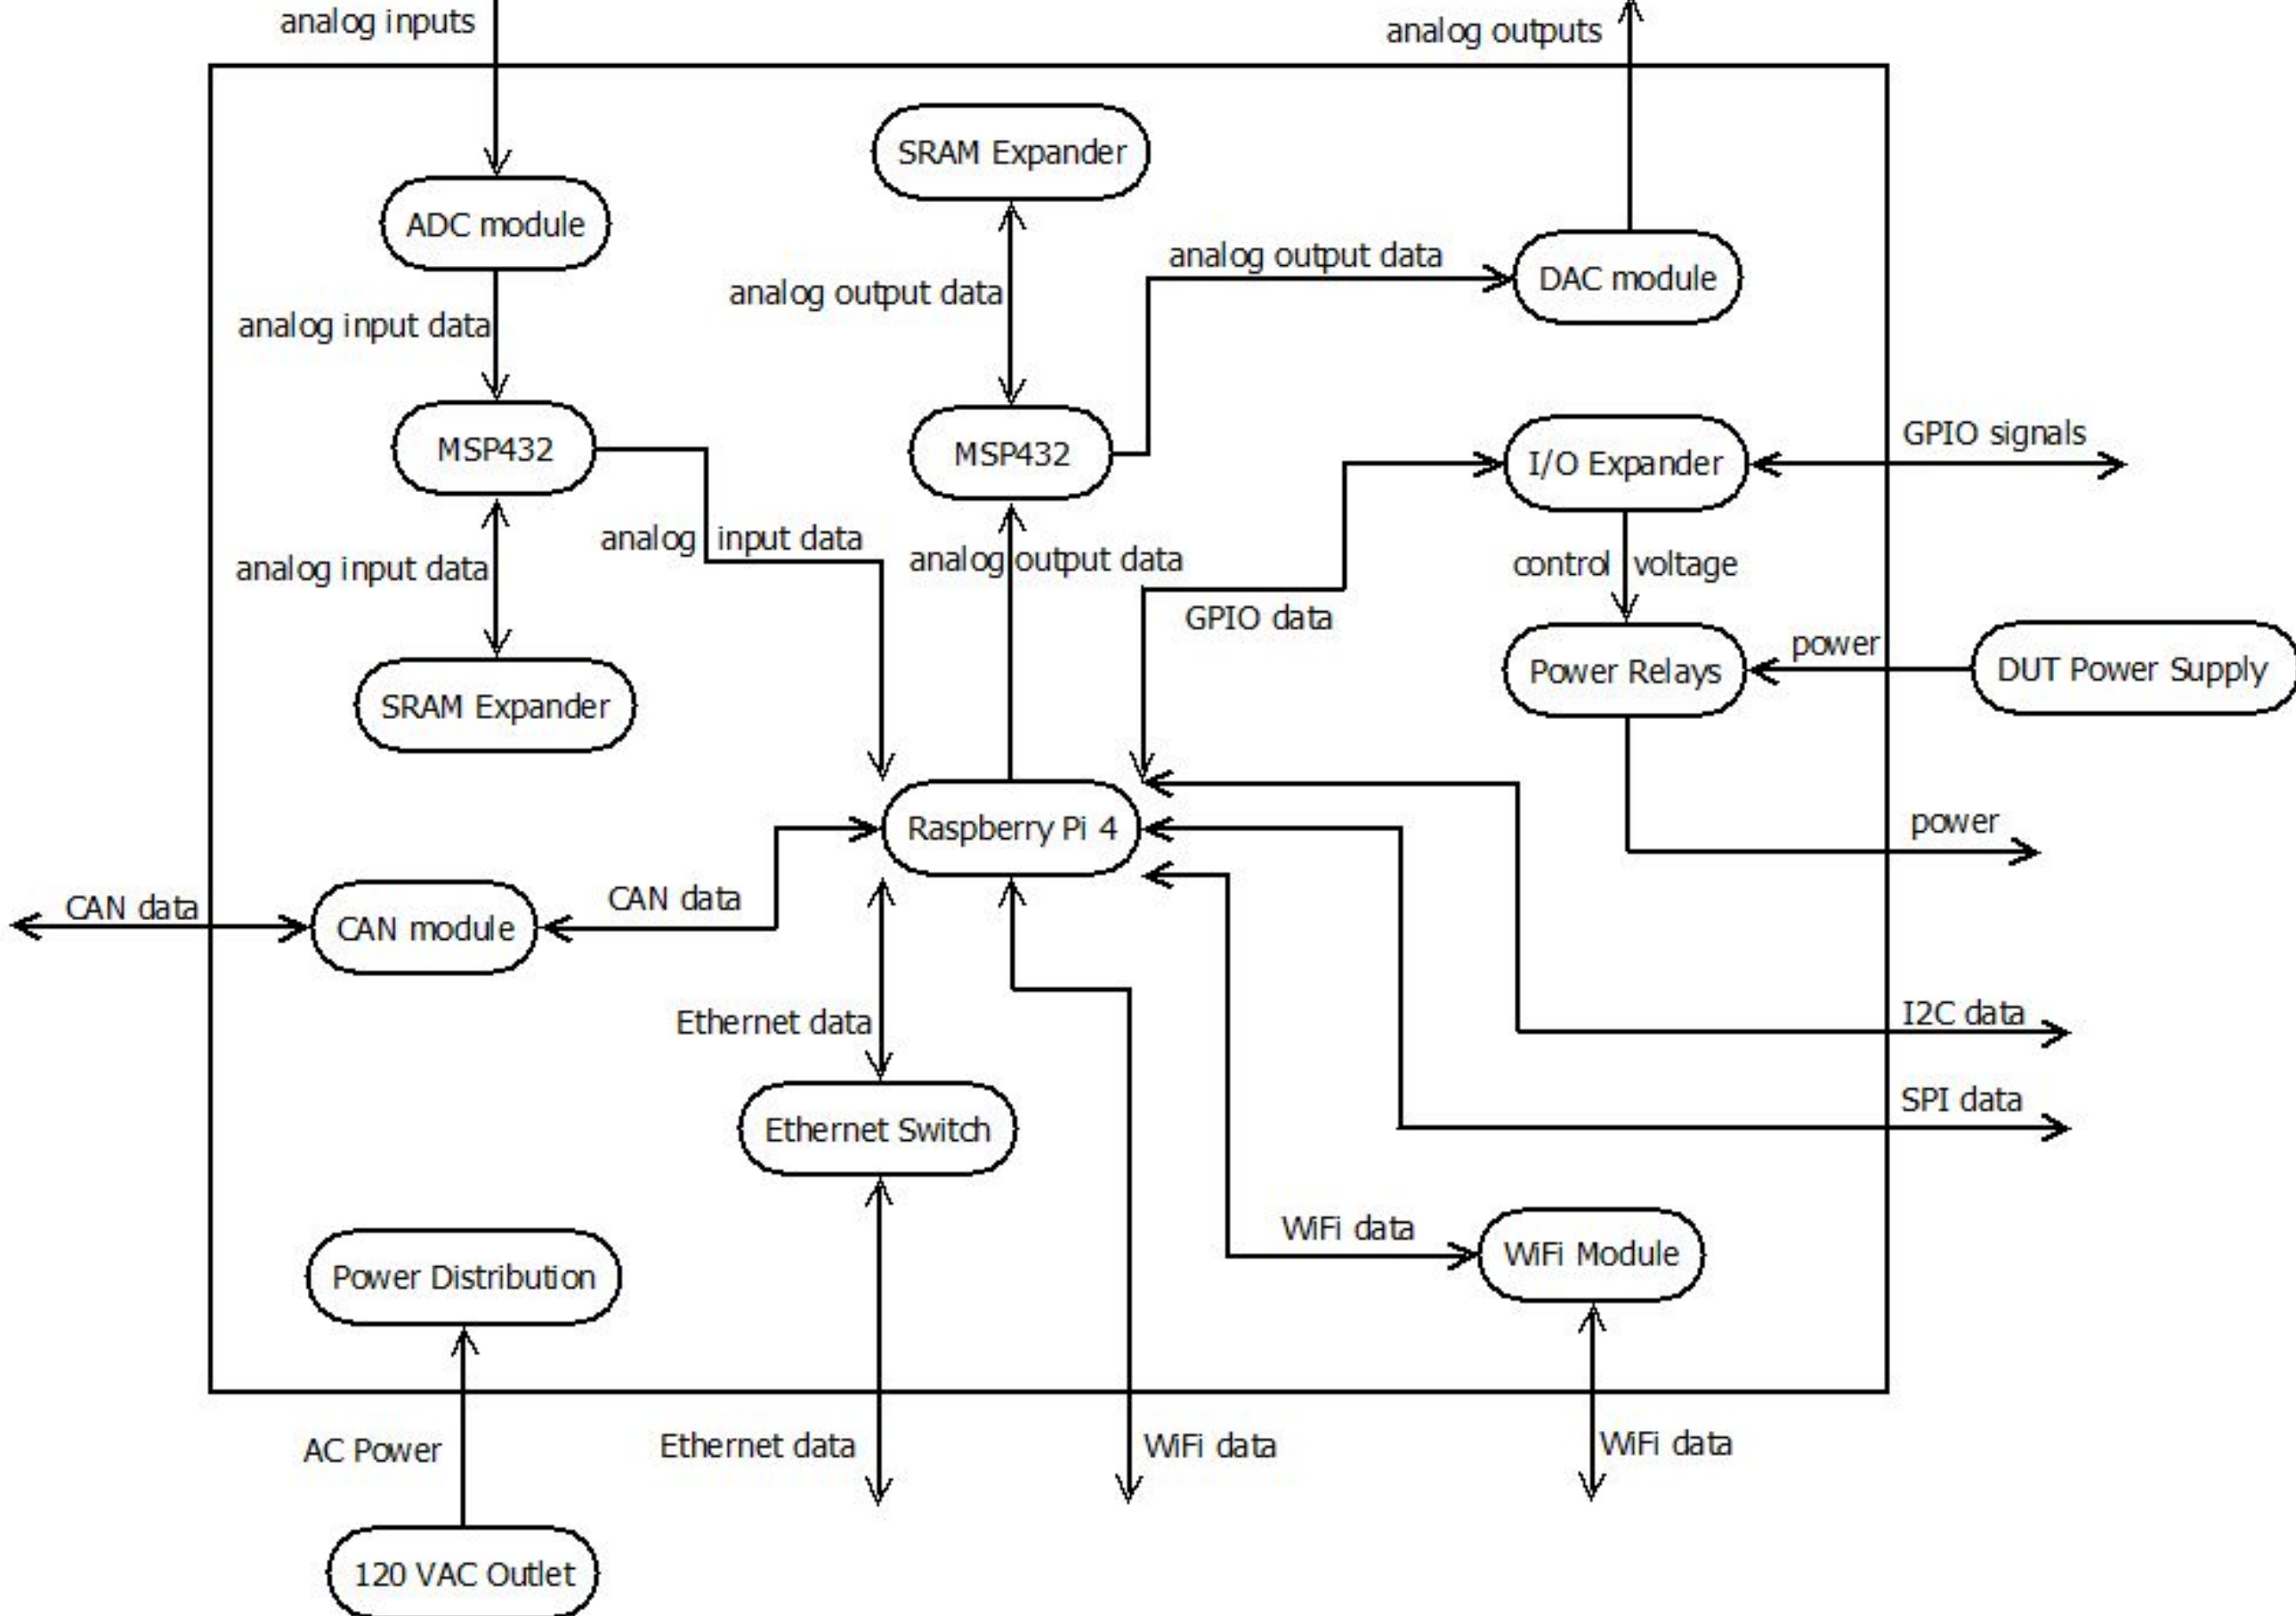 analog inputs
analog outputs
SRAM Expander
ADC module
analog output data
DAC module
analog output data
analog input data
GPIO signals
MSP432
MSP432
I/O Expander
analog input data
analog output data
control voltage
analog input data
GPIO data
power
DUT Power Supply
Power Relays
SRAM Expander
power
Raspberry Pi 4
CAN data
CAN data
CAN module
I2C data
Ethernet data
SPI data
Ethernet Switch
WiFi data
WiFi Module
Power Distribution
AC Power
Ethernet data
WiFi data
WiFi data
120 VAC Outlet